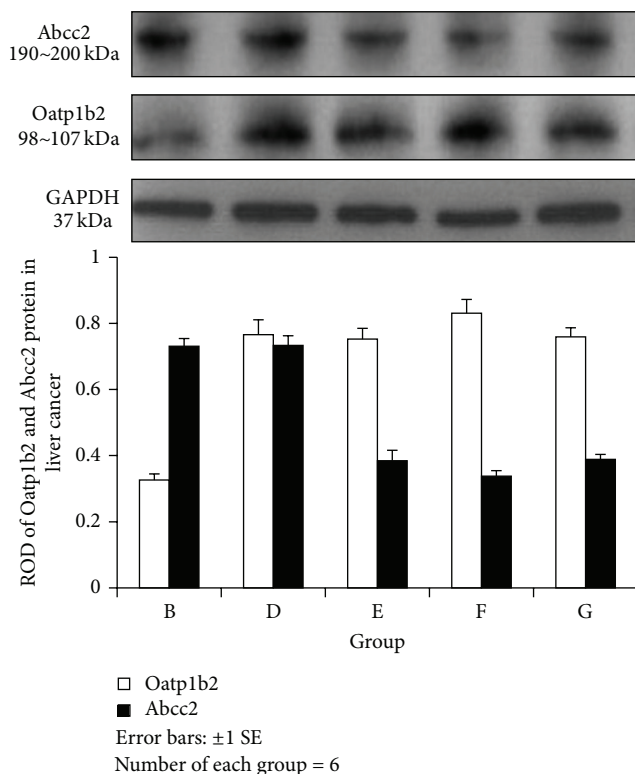 Abcc2
190~200 kDa
Oatp1b2
98~107 kDa
GAPDH
37 kDa
ROD of Oatp1b2 and Abcc2 protein in
liver cancer
1
0.8
0.6
0.4
0.2
0
B D E F G
Group
Oatp1b2
Abcc2
Error bars: ±1 SE
Number of each group = 6